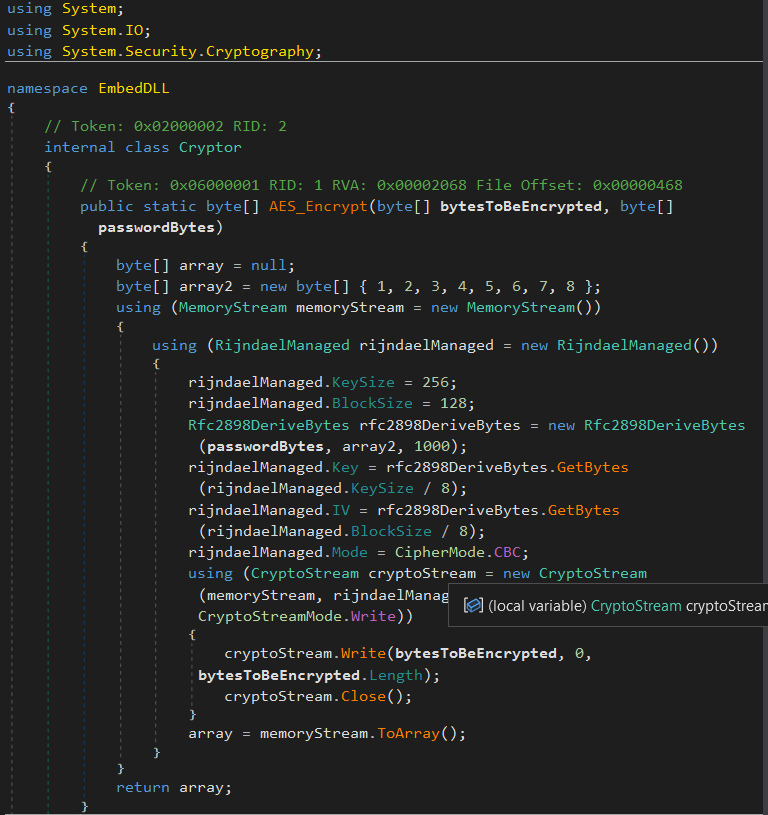 using System;
using System.IO;
using System.Security.Cryptography;
namespace EmbedDLL
{
// Token: 0x02000002 RID: 2
internal class Cryptor
{
// Token: 0x06000001 RID: 1 RVA: 0x00002068 File Offset: 0x00000468
public static byte[] AES_Encrypt(byte[] bytesToBeEncrypted, byte[]
passwordBytes)
{
byte[] array = null;
byte[] array2 = new byte[] { 1, 2, 3, 4, 5, 6, 7, 8 };
using (MemoryStream memoryStream = new MemoryStream())
{
using (RijndaelManaged rijndaelManaged = new RijndaelManaged())
{
rijndaelManaged.KeySize = 256;
rijndaelManaged.BlockSize = 128;
Rfc2898DeriveBytes rfc2898DeriveBytes = new Rfc2898DeriveBytes
(passwordBytes, array2, 1000);
rijndaelManaged.Key = rfc2898DeriveBytes.GetBytes
(rijndaelManaged.KeySize / 8);
rijndaelManaged.IV = rfc2898DeriveBytes.GetBytes
(rijndaelManaged.BlockSize / 8);
rijndaelManaged.Mode = CipherMode.CBC;
using (CryptoStream cryptoStream = new CryptoStream
(memoryStream, rijndaelManag
(local variable) CryptoStream cryptoStream
CryptoStreamMode.Write))
{
cryptoStream.Write(bytesToBeEncrypted, 0,
bytesToBeEncrypted.Length);
cryptoStream.Close();
}
array = memoryStream.ToArray();
}
}
return array;
}